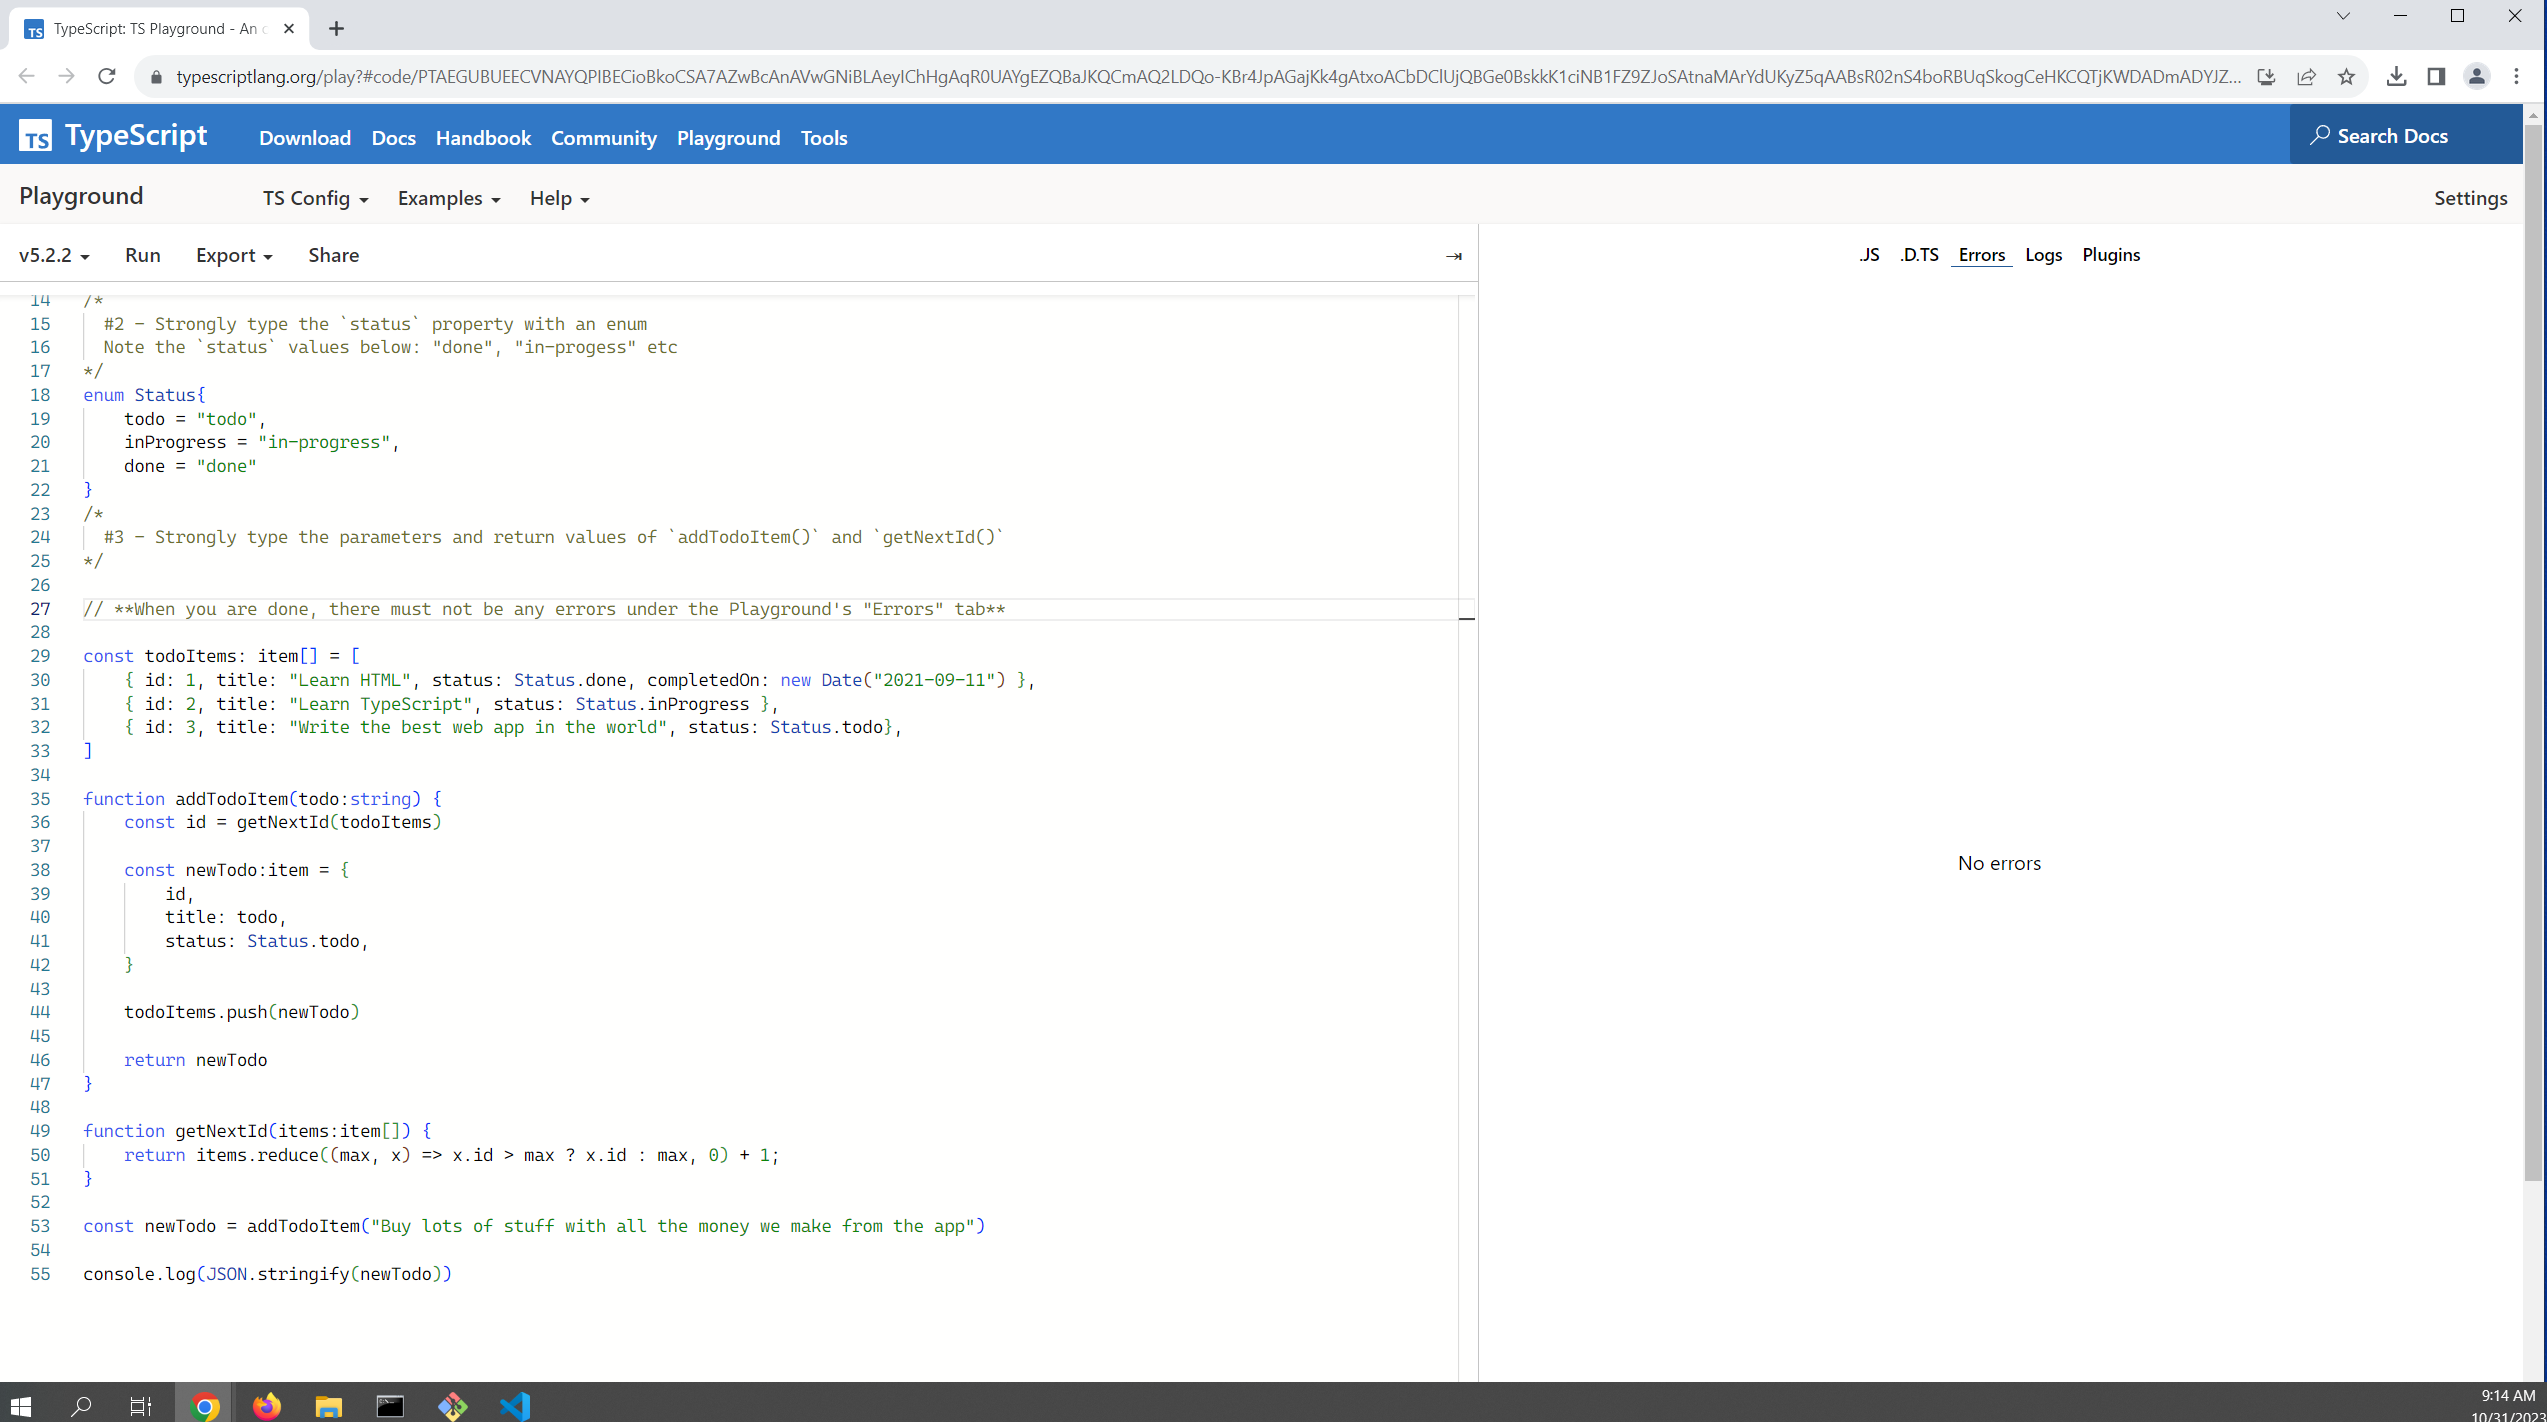 TypeScript: TS Playground - An
typescriptlang.org/play?#code/PTAEGUBUEECVNAYQPIBECioBkoCSA7AZwBcAnAVwGNiBLAeyIChHgAqR0UAYgEZQBaJKQCmAQ2LDQo-KBr4JpAGajKk4gAtxoACbDClUjQBGe0BskkK1ciNB1FZ9ZJoSAtnaMArYdUKyZ5qAABsR02nS4boRBUqSkogCeHKCQTjKWDADmADYJZ...
TS TypeScript
Download Docs Handbook Community Playground Tools
Search Docs
Playground
TS Config Examples Help
Settings
v5.2.2 Run Export Share
.JS .D.TS Errors Logs Plugins
14 /*
15 #2 - Strongly type the `status` property with an enum
16 Note the `status` values below: "done", "in-progess" etc
17 */
18 enum Status{
19 todo = "todo",
20 inProgress = "in-progress",
21 done = "done"
22 }
23 /*
24 #3 - Strongly type the parameters and return values of `addTodoItem()` and `getNextId()`
25 */
26
27 // **When you are done, there must not be any errors under the Playground's "Errors" tab**
28
29 const todoItems: item[] = [
30 { id: 1, title: "Learn HTML", status: Status.done, completedOn: new Date("2021-09-11") },
31 { id: 2, title: "Learn TypeScript", status: Status.inProgress },
32 { id: 3, title: "Write the best web app in the world", status: Status.todo},
33 ]
34
35 function addTodoItem(todo:string) {
36 const id = getNextId(todoItems)
37
38 const newTodo:item = {
39 id,
40 title: todo,
41 status: Status.todo,
42 }
43
44 todoItems.push(newTodo)
45
46 return newTodo
47 }
48
49 function getNextId(items:item[]) {
50 return items.reduce((max, x) => x.id > max ? x.id : max, 0) + 1;
51 }
52
53 const newTodo = addTodoItem("Buy lots of stuff with all the money we make from the app")
54
55 console.log(JSON.stringify(newTodo))
No errors
9:14 AM